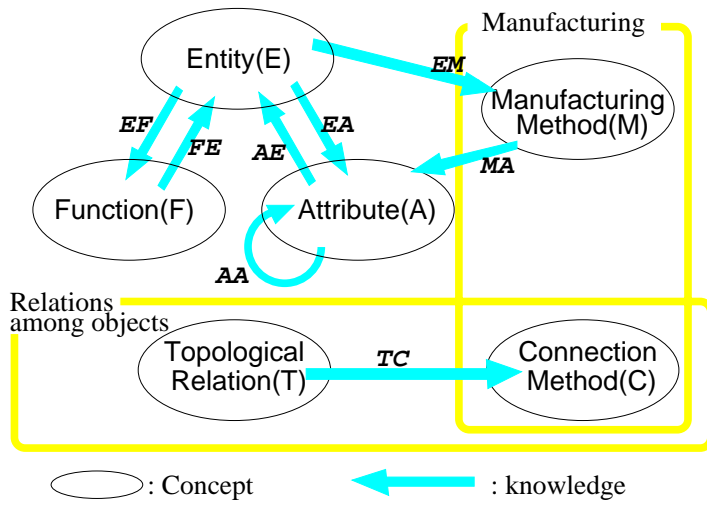 Manufacturing
Entity(E)
EM
Manufacturing
Method(M)
EF
FE
AE
EA
MA
Function(F)
Attribute(A)
AA
Relations
among objects
Topological
Relation(T)
TC
Connection
Method(C)
: Concept
: knowledge